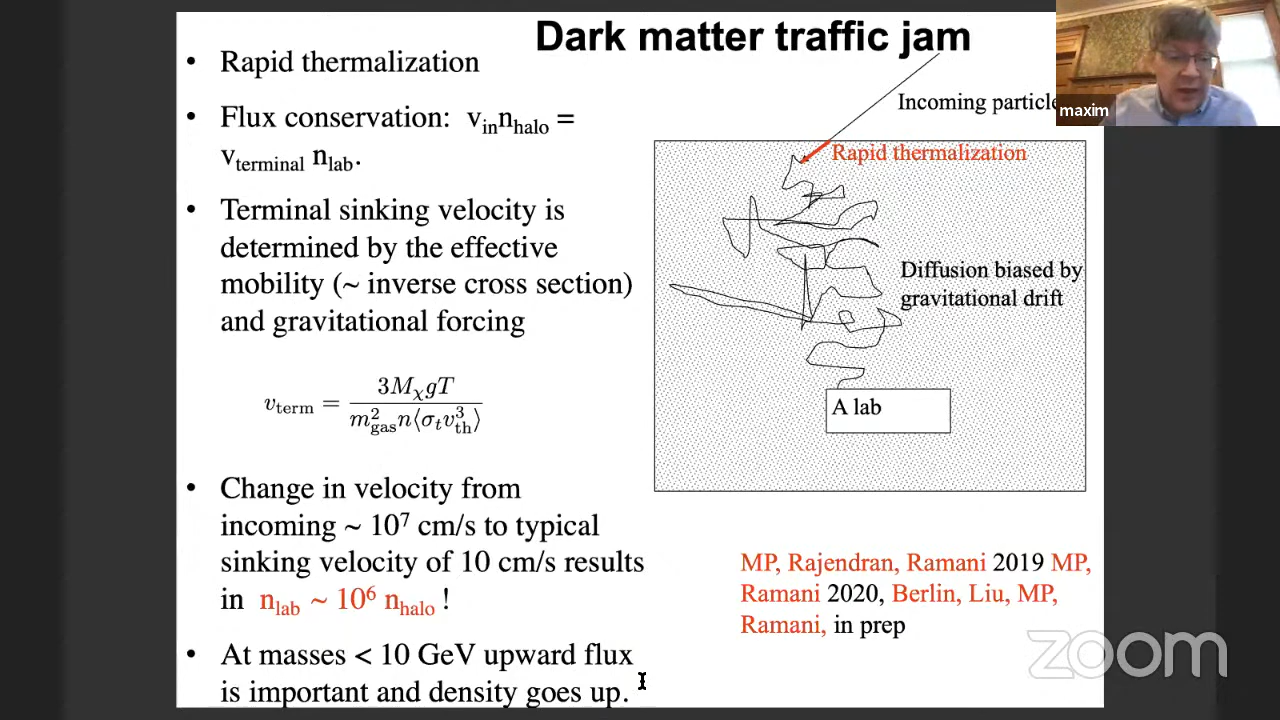 Dark matter traffic jam
• Rapid thermalization
• Flux conservation: v_in n_halo =
v_terminal n_lab.
• Terminal sinking velocity is
determined by the effective
mobility (~ inverse cross section)
and gravitational forcing
v_term = 3M_χ gT / m²_gas n⟨σ_t v³_th⟩
• Change in velocity from
incoming ~ 10⁷ cm/s to typical
sinking velocity of 10 cm/s results
in n_lab ~ 10⁶ n_halo !
• At masses < 10 GeV upward flux
is important and density goes up.
Incoming particle
maxim
Rapid thermalization
Diffusion biased by
gravitational drift
A lab
MP, Rajendran, Ramani 2019 MP,
Ramani 2020, Berlin, Liu, MP,
Ramani, in prep
zoom